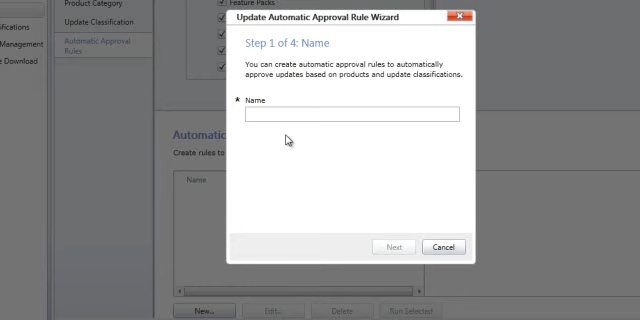 Product Category
Feature Packs
Update Classification
Automatic Approval
Rules
Management
Download
Update Automatic Approval Rule Wizard
Step 1 of 4: Name
You can create automatic approval rules to automatically
approve updates based on products and update classifications.
* Name
Next
Cancel
Automatic
Create rules to
Name
New...
Edit...
Delete
Run Selected